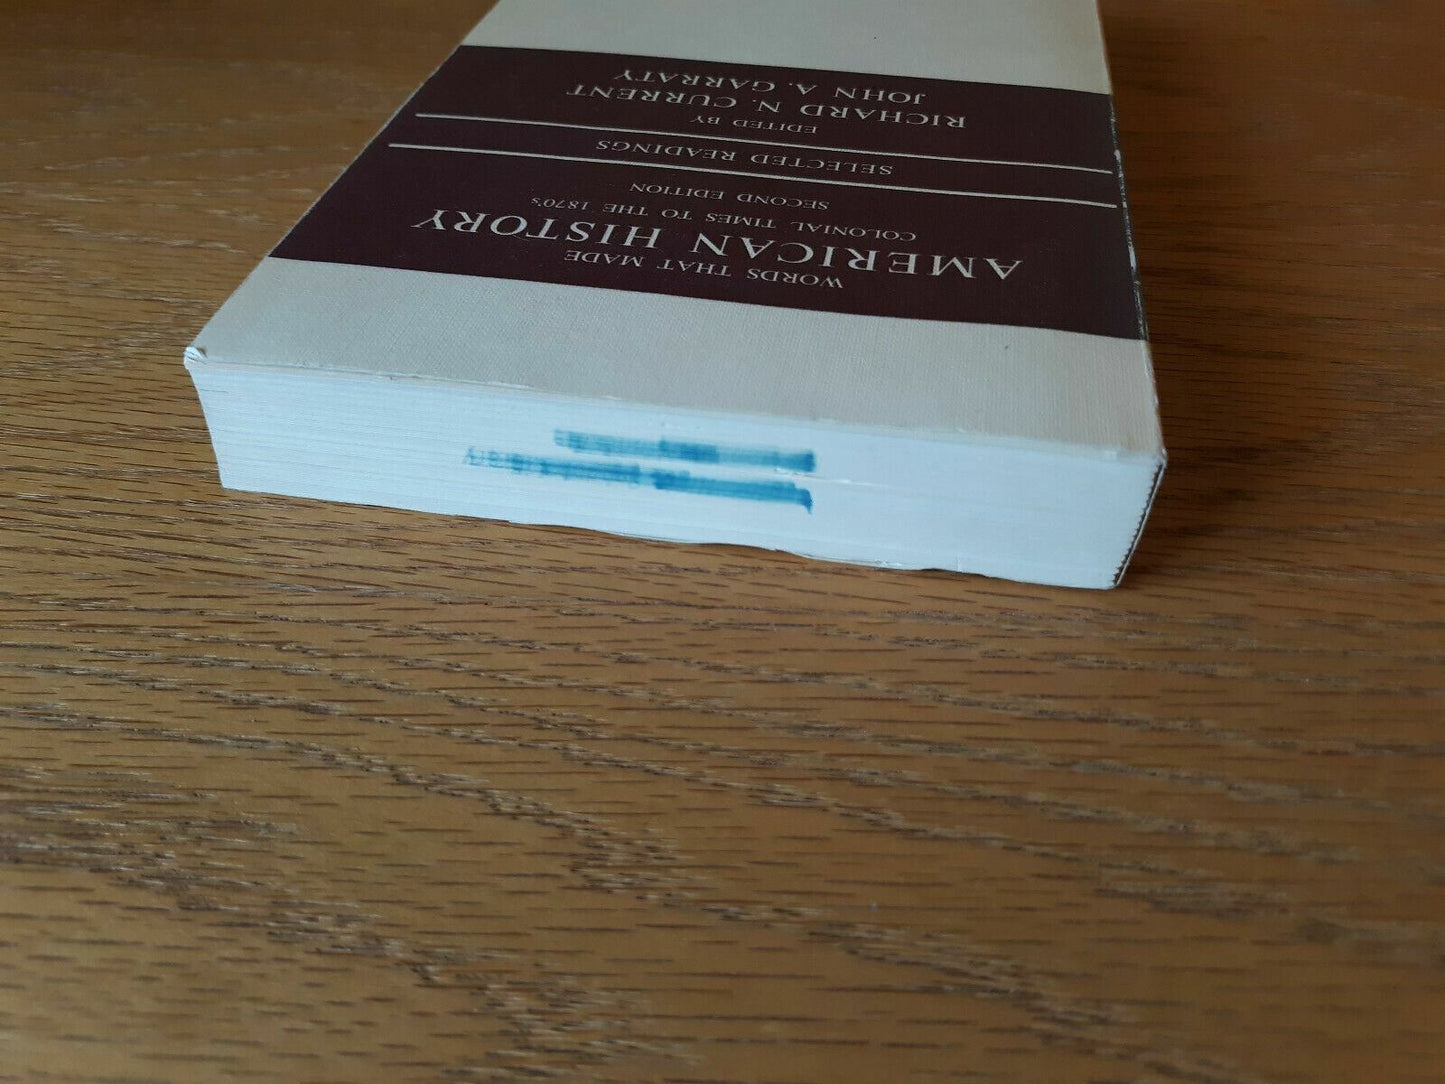 WORDS THAT MADE
AMERICAN HISTORY
COLONIAL TIMES TO THE 1870's
SECOND EDITION
SELECTED READINGS
EDITED BY
RICHARD N. CURRENT
JOHN A. GARRATY